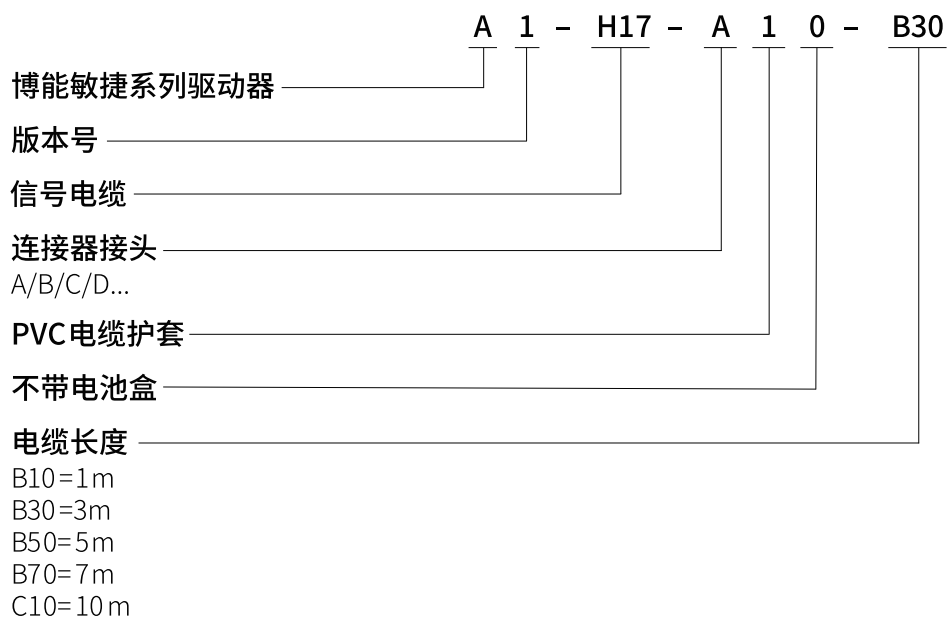 A 1 - H17 - A 1 0 - B30
博能敏捷系列驱动器
版本号
信号电缆
连接器接头
A/B/C/D...
PVC电缆护套
不带电池盒
电缆长度
B10=1m
B30=3m
B50=5m
B70=7m
C10=10m